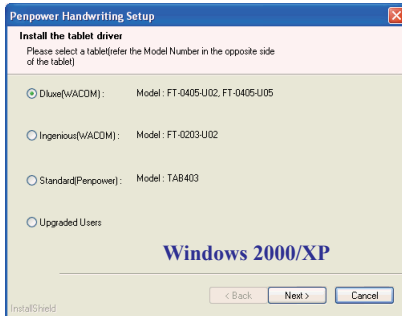 Penpower Handwriting Setup
Install the tablet driver
Please select a tablet(refer the Model Number in the opposite side
of the tablet)
Dluxe(WACOM) : Model : FT-0405-U02, FT-0405-U05
Ingenious(WACOM) : Model : FT-0203-U02
Standard(Penpower) : Model : TAB403
Upgraded Users
Windows 2000/XP
InstallShield
< Back Next > Cancel